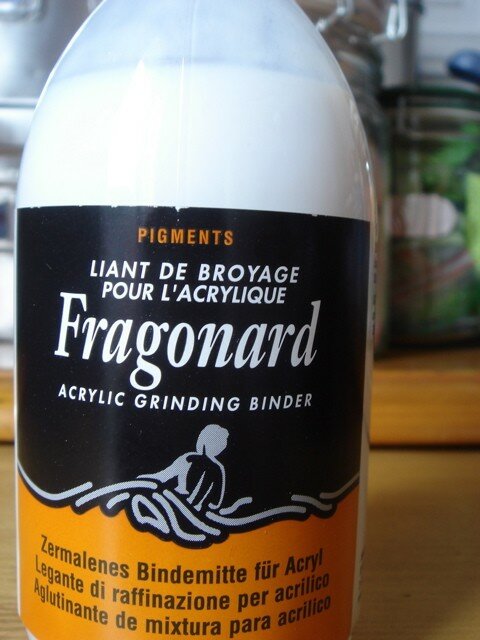 PIGMENTS
LIANT DE BROYAGE
POUR L'ACRYLIQUE
Fragonard
ACRYLIC GRINDING BINDER
Zermalenes Bindemitte für Acryl
Legante di raffinazione per acrilico
Aglutinante de mixtura para acrilico